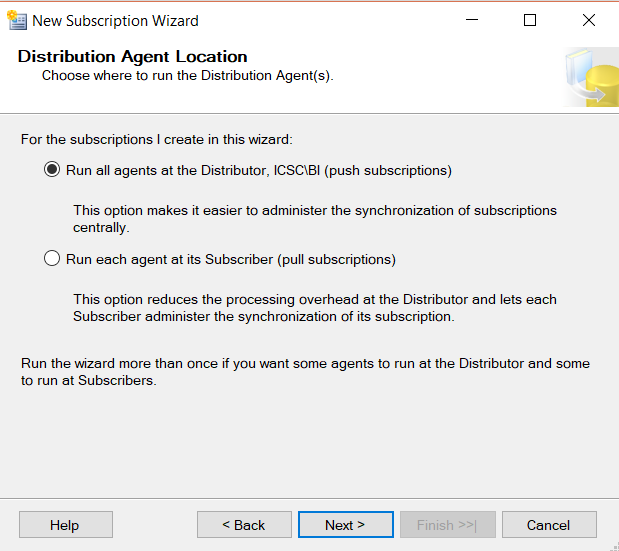 New Subscription Wizard
Distribution Agent Location
Choose where to run the Distribution Agent(s).
For the subscriptions I create in this wizard:
Run all agents at the Distributor, ICSC\BI (push subscriptions)
This option makes it easier to administer the synchronization of subscriptions
centrally.
Run each agent at its Subscriber (pull subscriptions)
This option reduces the processing overhead at the Distributor and lets each
Subscriber administer the synchronization of its subscription.
Run the wizard more than once if you want some agents to run at the Distributor and some
to run at Subscribers.
Help
< Back
Next >
Finish >>|
Cancel